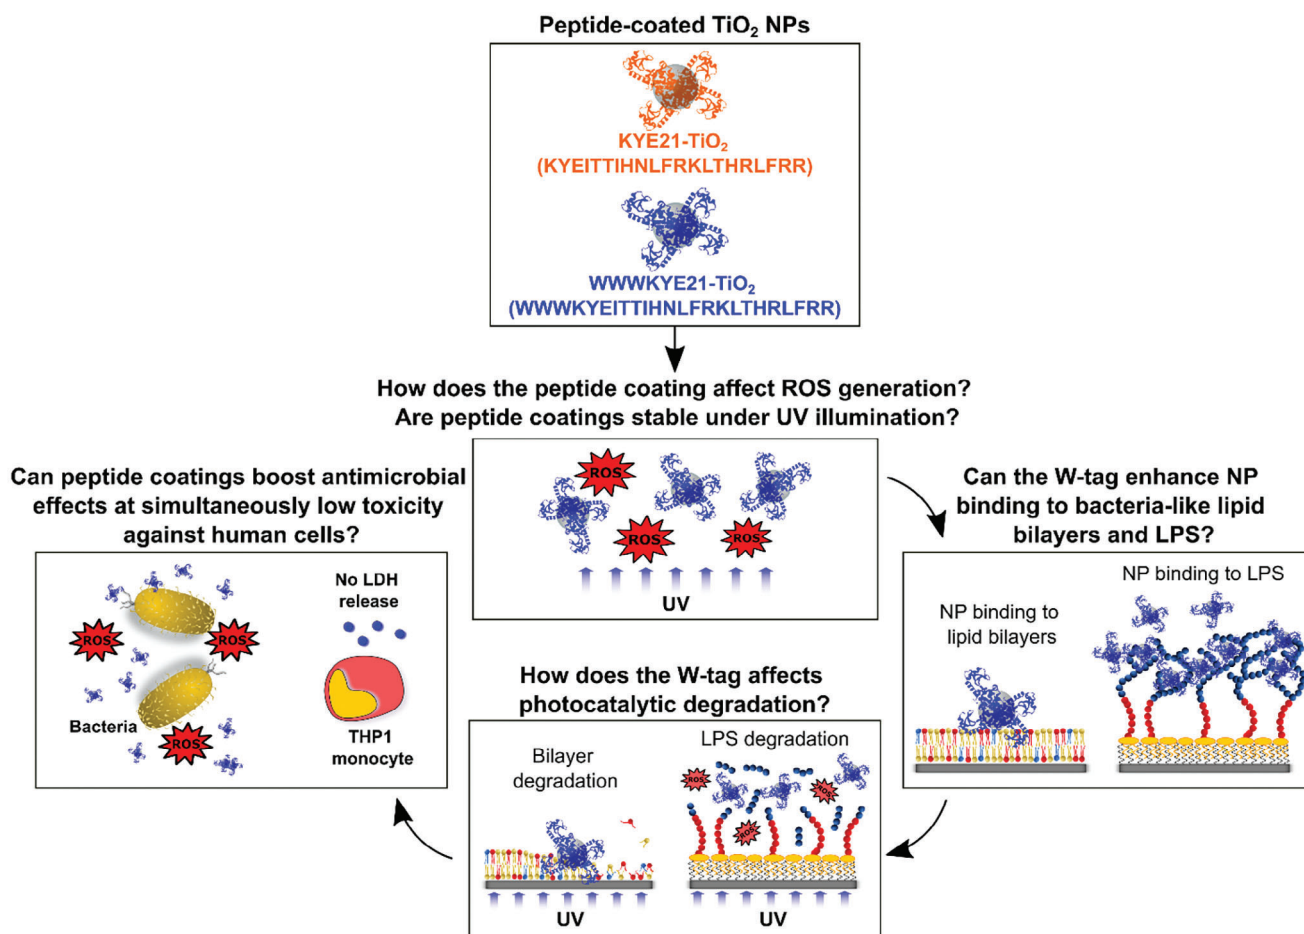 Peptide-coated TiO2 NPs
KYE21-TiO2
(KYEITTIHNLFRKLTHRLFRR)
WWWKYE21-TiO2
(WWWKYEITTIHNLFRKLTHRLFRR)
How does the peptide coating affect ROS generation?
Are peptide coatings stable under UV illumination?
ROS
ROS
ROS
UV
Can the W-tag enhance NP
binding to bacteria-like lipid
bilayers and LPS?
NP binding to
lipid bilayers
NP binding to LPS
How does the W-tag affects
photocatalytic degradation?
Bilayer
degradation
UV
LPS degradation
ROS
ROS
ROS
UV
Can peptide coatings boost antimicrobial
effects at simultaneously low toxicity
against human cells?
ROS
ROS
ROS
Bacteria
No LDH
release
THP1
monocyte